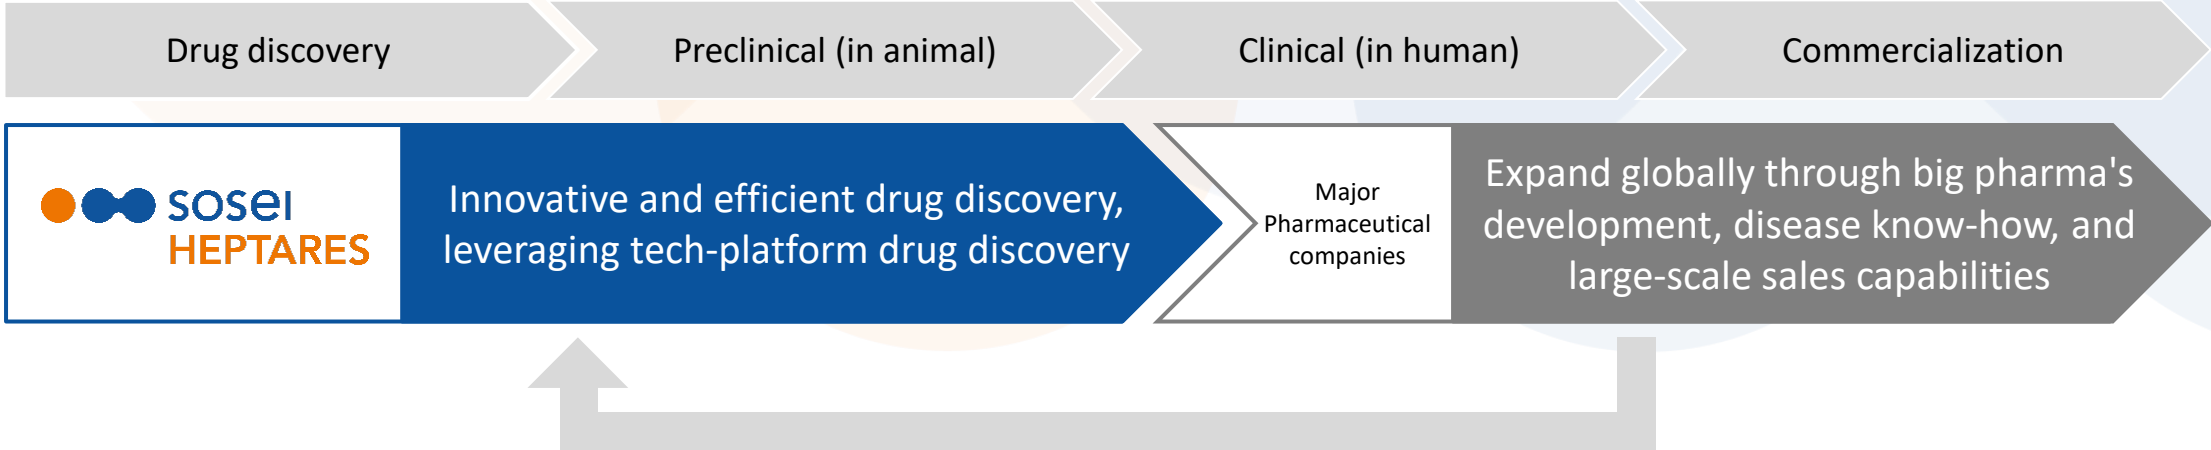 Drug discovery
Preclinical (in animal)
Clinical (in human)
Commercialization
sosei
HEPTARES
Innovative and efficient drug discovery,
leveraging tech-platform drug discovery
Major
Pharmaceutical
companies
Expand globally through big pharma's
development, disease know-how, and
large-scale sales capabilities